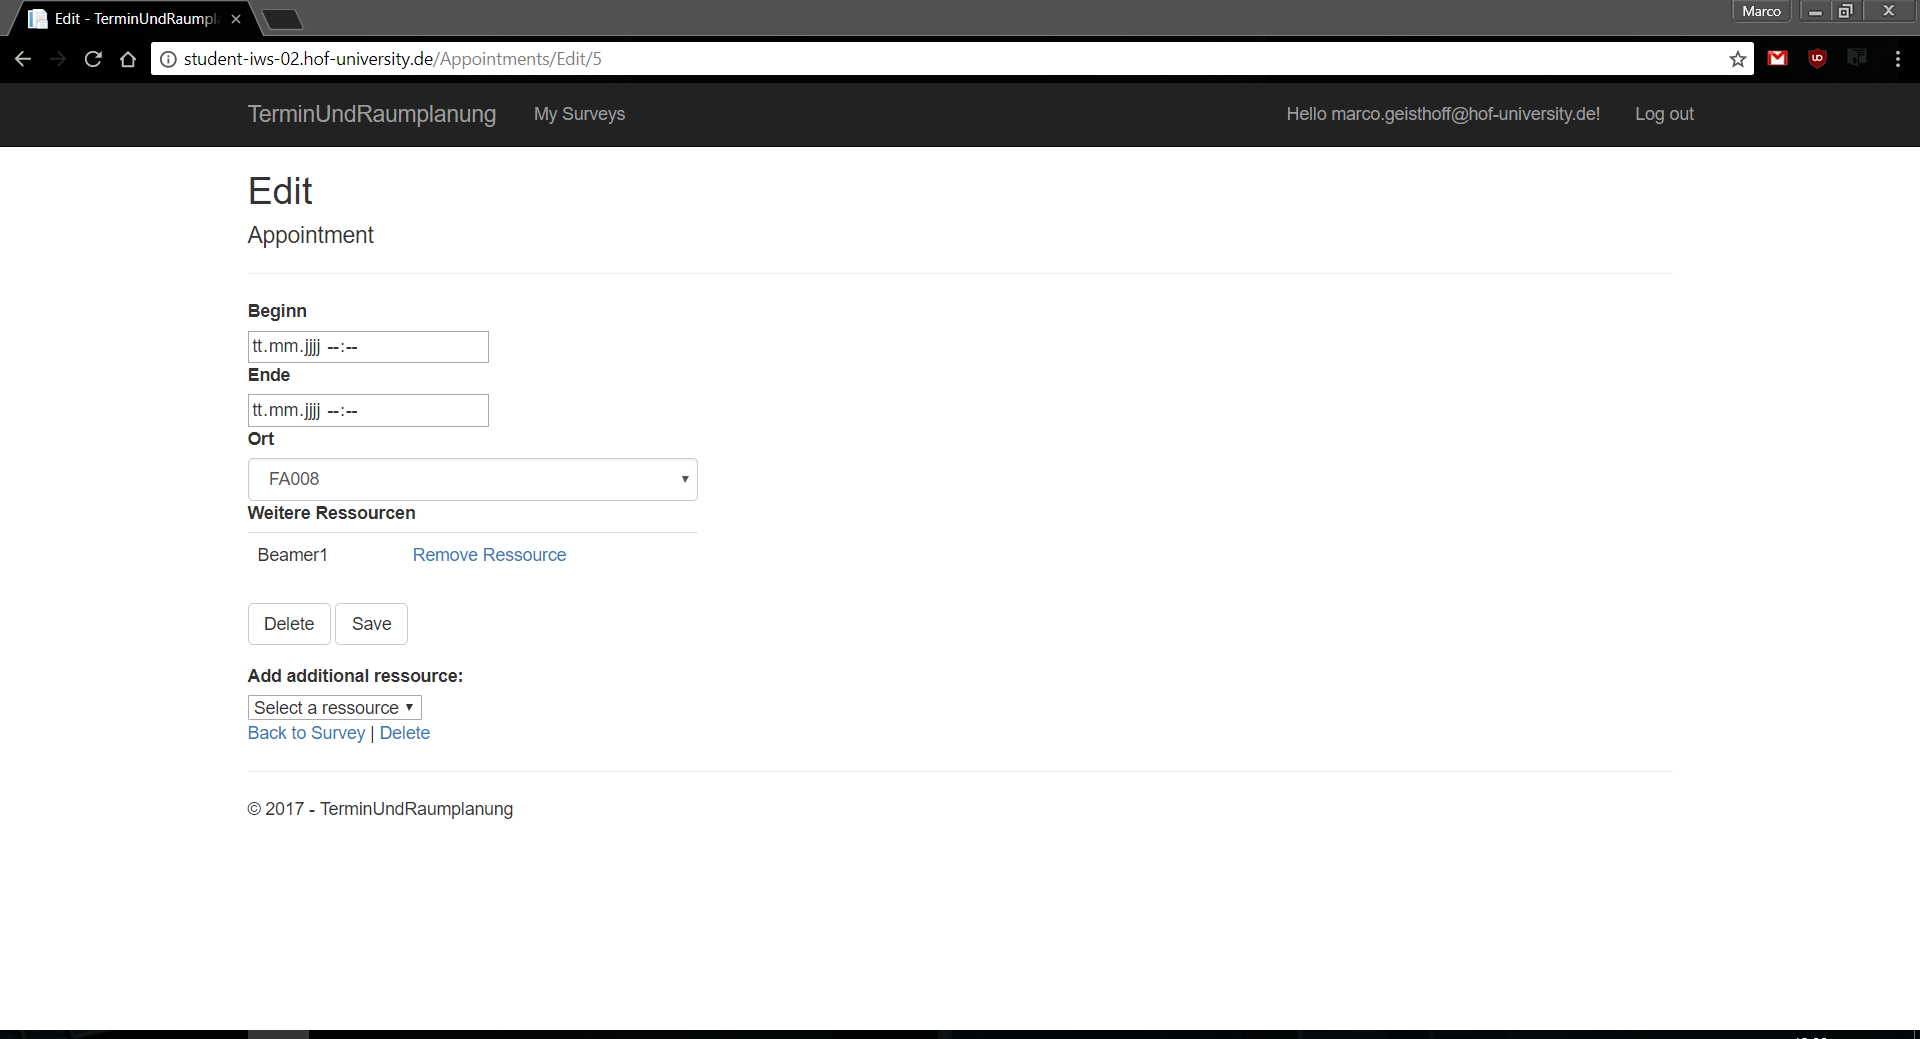 Edit - TerminUndRaumpl
Marco
student-iws-02.hof-university.de/Appointments/Edit/5
TerminUndRaumplanung My Surveys Hello marco.geisthoff@hof-university.de! Log out
Edit
Appointment
Beginn
tt.mm.jjjj --:--
Ende
tt.mm.jjjj --:--
Ort
FA008
Weitere Ressourcen
Beamer1 Remove Ressource
Delete Save
Add additional ressource:
Select a ressource
Back to Survey | Delete
© 2017 - TerminUndRaumplanung